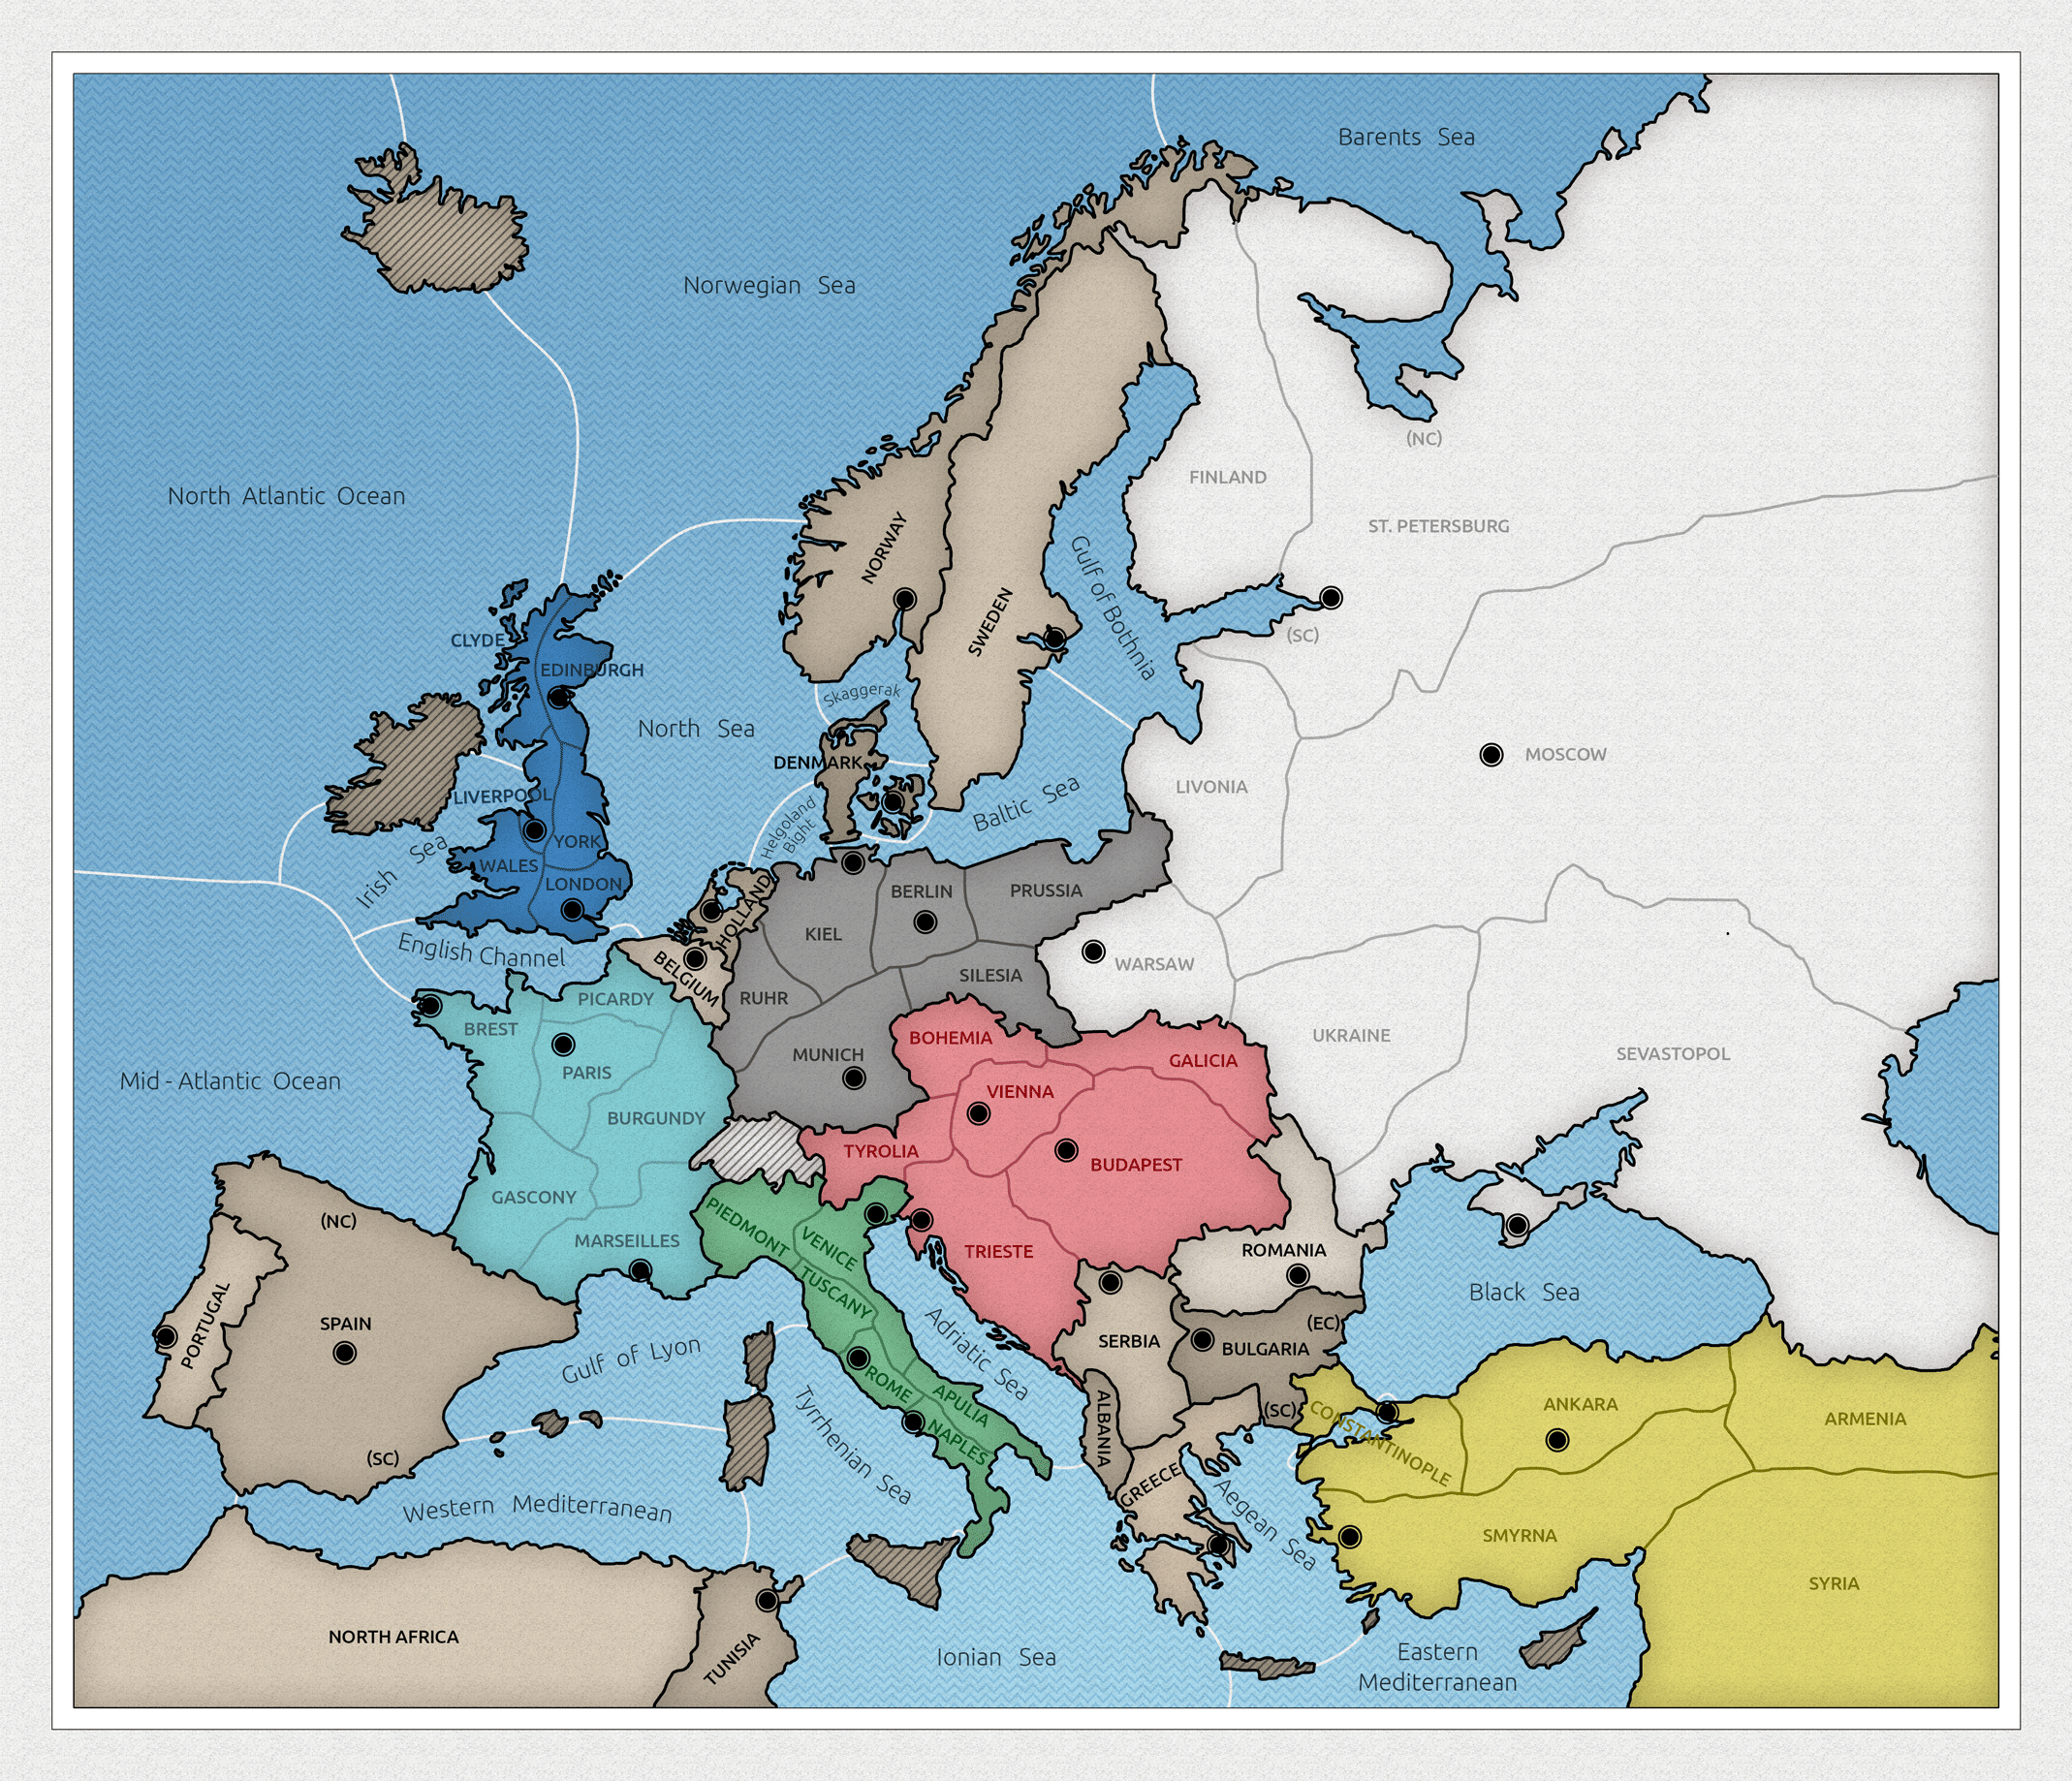 Barents Sea
Norwegian Sea
(NC)
FINLAND
North Atlantic Ocean
ST. PETERSBURG
NORWAY
Gulf of Bothnia
SWEDEN
(SC)
CLYDE
EDINBURGH
Skaggerak
North Sea
MOSCOW
DENMARK
LIVONIA
LIVERPOOL
Baltic Sea
Helgoland
Bight
YORK
Irish Sea
WALES
LONDON
BERLIN
PRUSSIA
HOLLAND
KIEL
English Channel
WARSAW
BELGIUM
SILESIA
RUHR
PICARDY
BREST
UKRAINE
BOHEMIA
MUNICH
SEVASTOPOL
GALICIA
PARIS
Mid - Atlantic Ocean
VIENNA
BURGUNDY
TYROLIA
BUDAPEST
GASCONY
(NC)
PIEDMONT
VENICE
MARSEILLES
TRIESTE
ROMANIA
Black Sea
TUSCANY
PORTUGAL
SPAIN
(EC)
SERBIA
BULGARIA
Gulf of Lyon
Adriatic Sea
ROME
APULIA
ANKARA
(SC)
CONSTANTINOPLE
ARMENIA
ALBANIA
NAPLES
Tyrrhenian Sea
(SC)
GREECE
Western Mediterranean
Aegean Sea
SMYRNA
SYRIA
NORTH AFRICA
TUNISIA
Ionian Sea
Eastern
Mediterranean